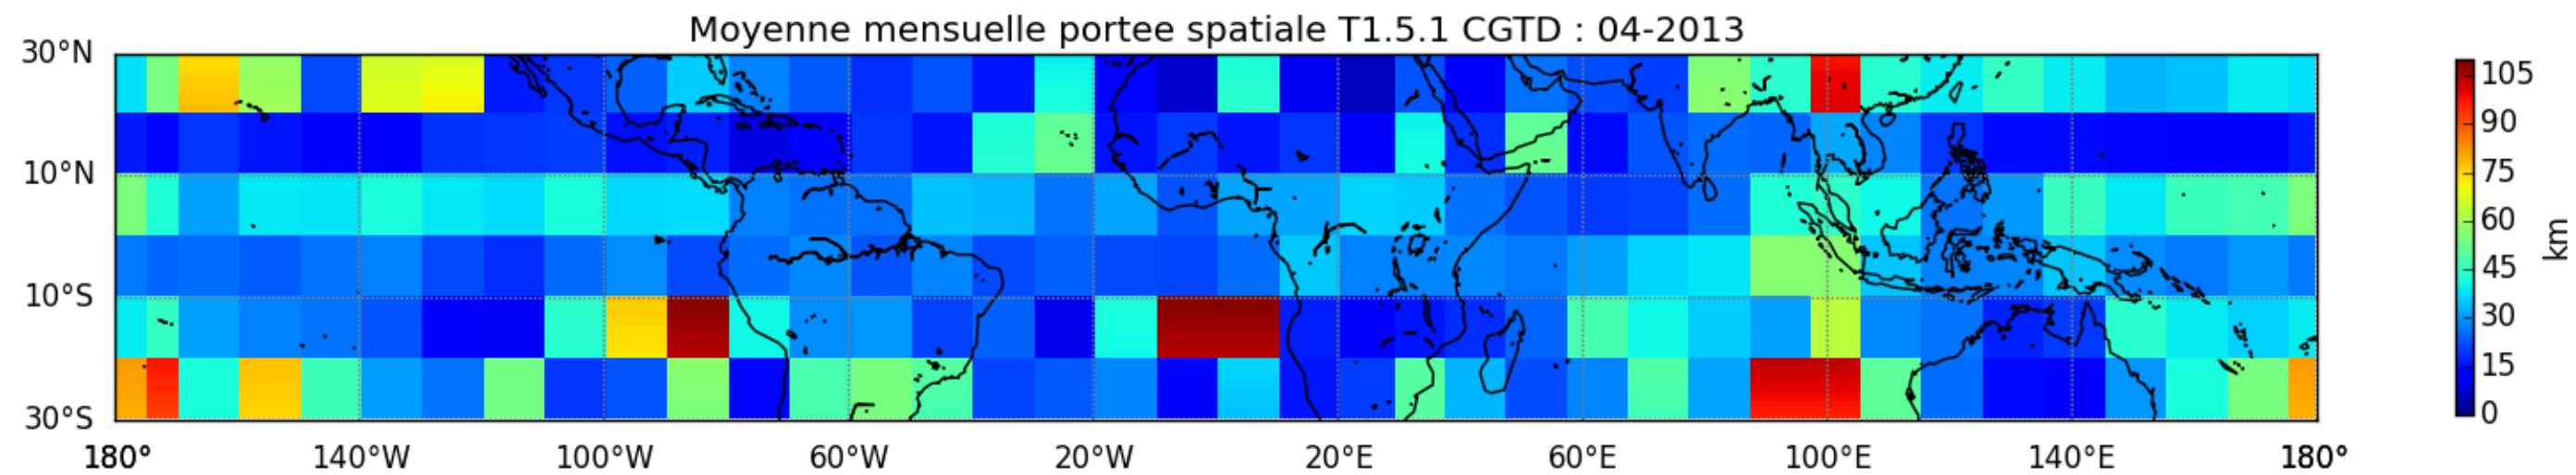 Moyenne mensuelle portee spatiale T1.5.1 CGTD : 04-2013
30°N
10°N
10°S
30°S
180° 140°W 100°W 60°W 20°W 20°E 60°E 100°E 140°E 180°
105
90
75
60
45
30
15
0
km